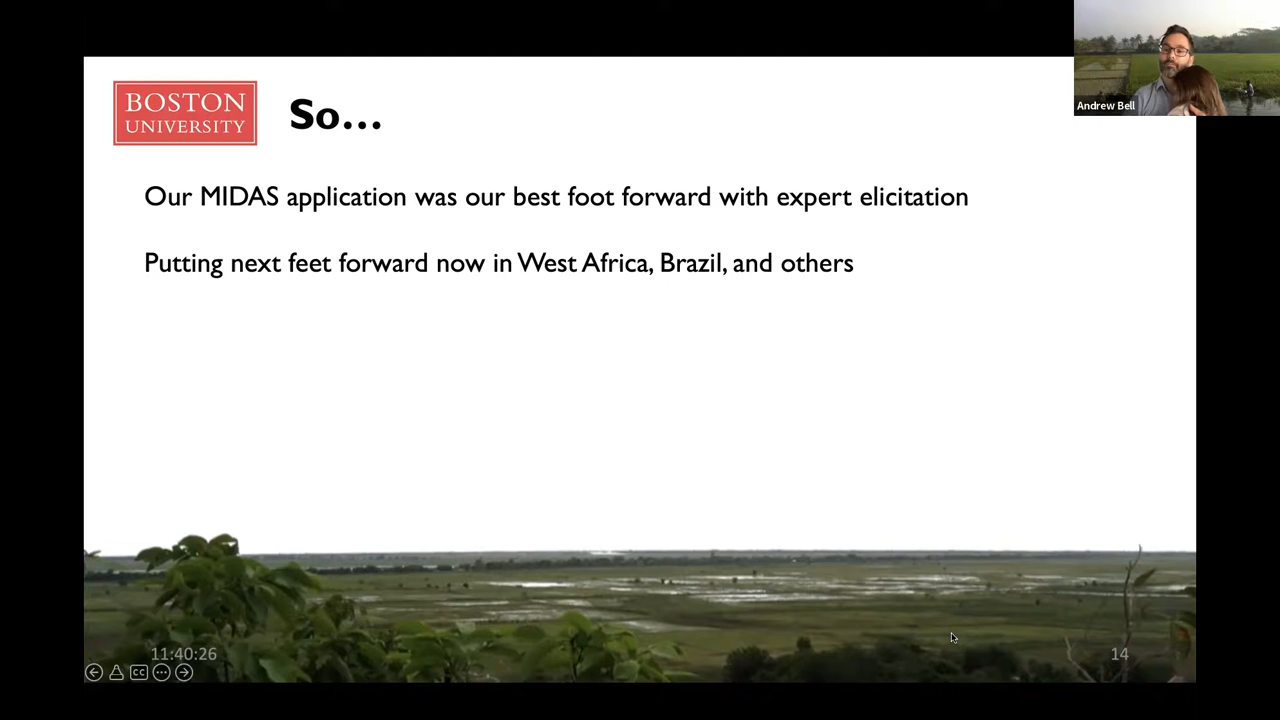 BOSTON
UNIVERSITY
So...
Andrew Bell
Our MIDAS application was our best foot forward with expert elicitation
Putting next feet forward now in West Africa, Brazil, and others
11:40:26
14
CC